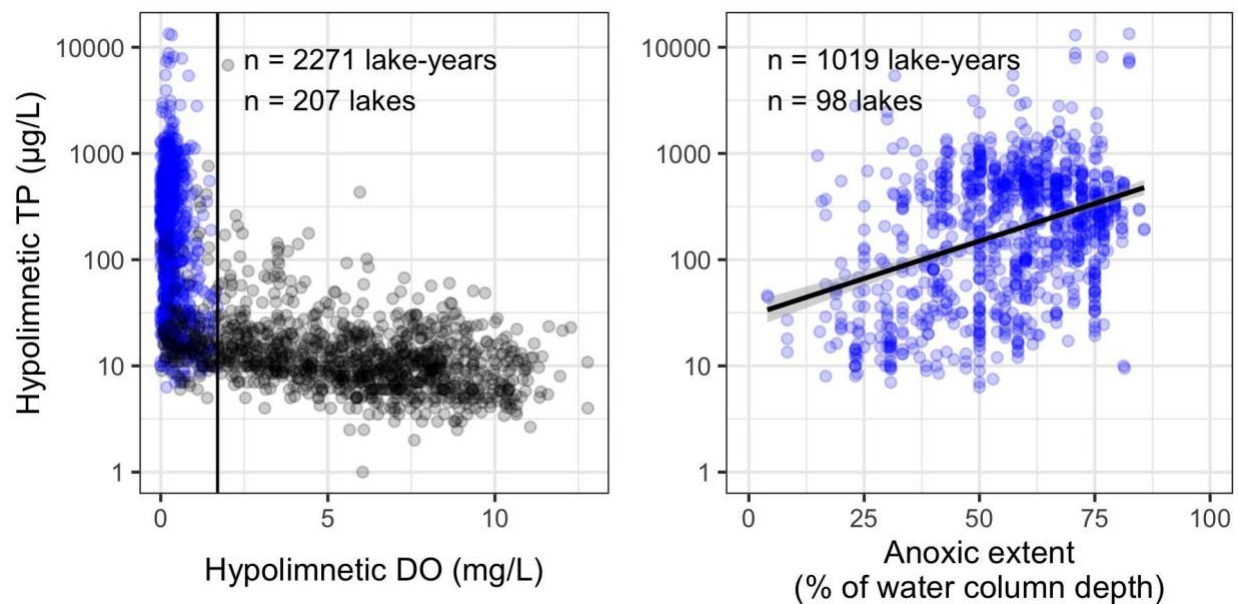 Hypolimnetic TP (µg/L)
10000
1000
100
10
1
n = 2271 lake-years
n = 207 lakes
0
5
10
Hypolimnetic DO (mg/L)
10000
1000
100
10
1
n = 1019 lake-years
n = 98 lakes
0
25
50
75
100
Anoxic extent
(% of water column depth)